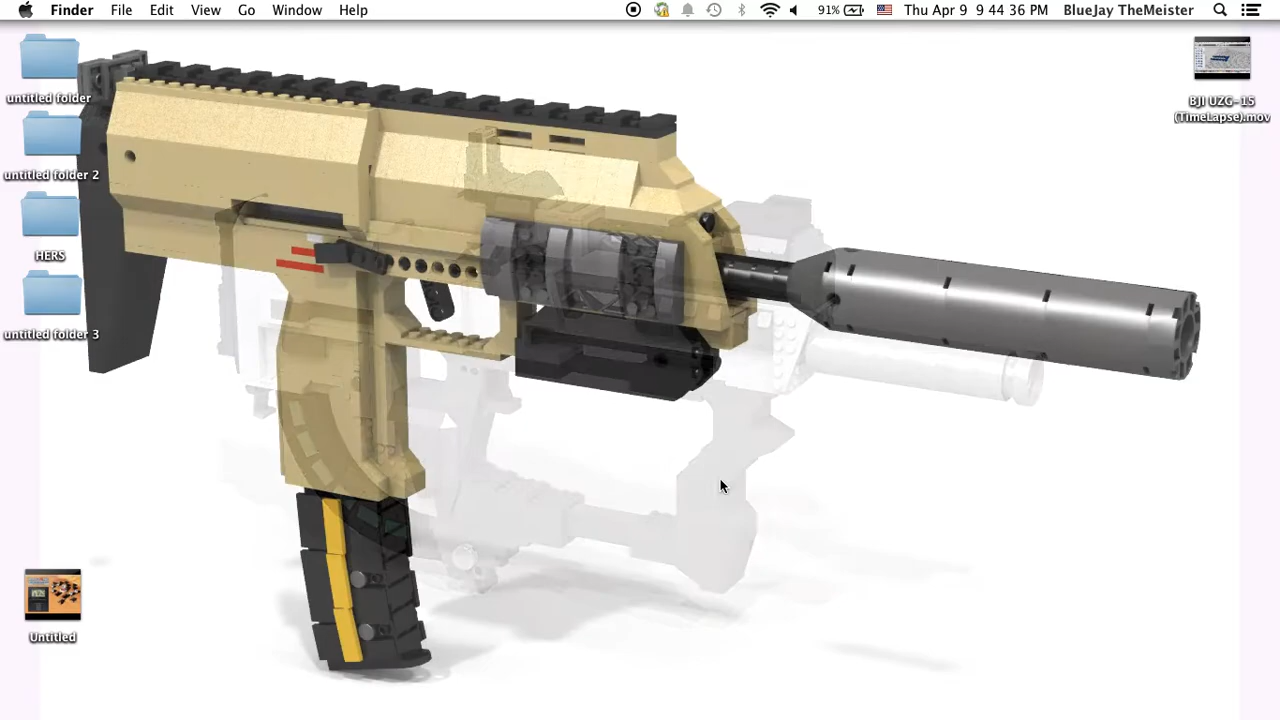 Finder File Edit View Go Window Help 91% Thu Apr 9 9 44 36 PM BlueJay TheMeister
untitled folder
untitled folder 2
HERS
untitled folder 3
Untitled
BJI UZG-15
(TimeLapse).mov